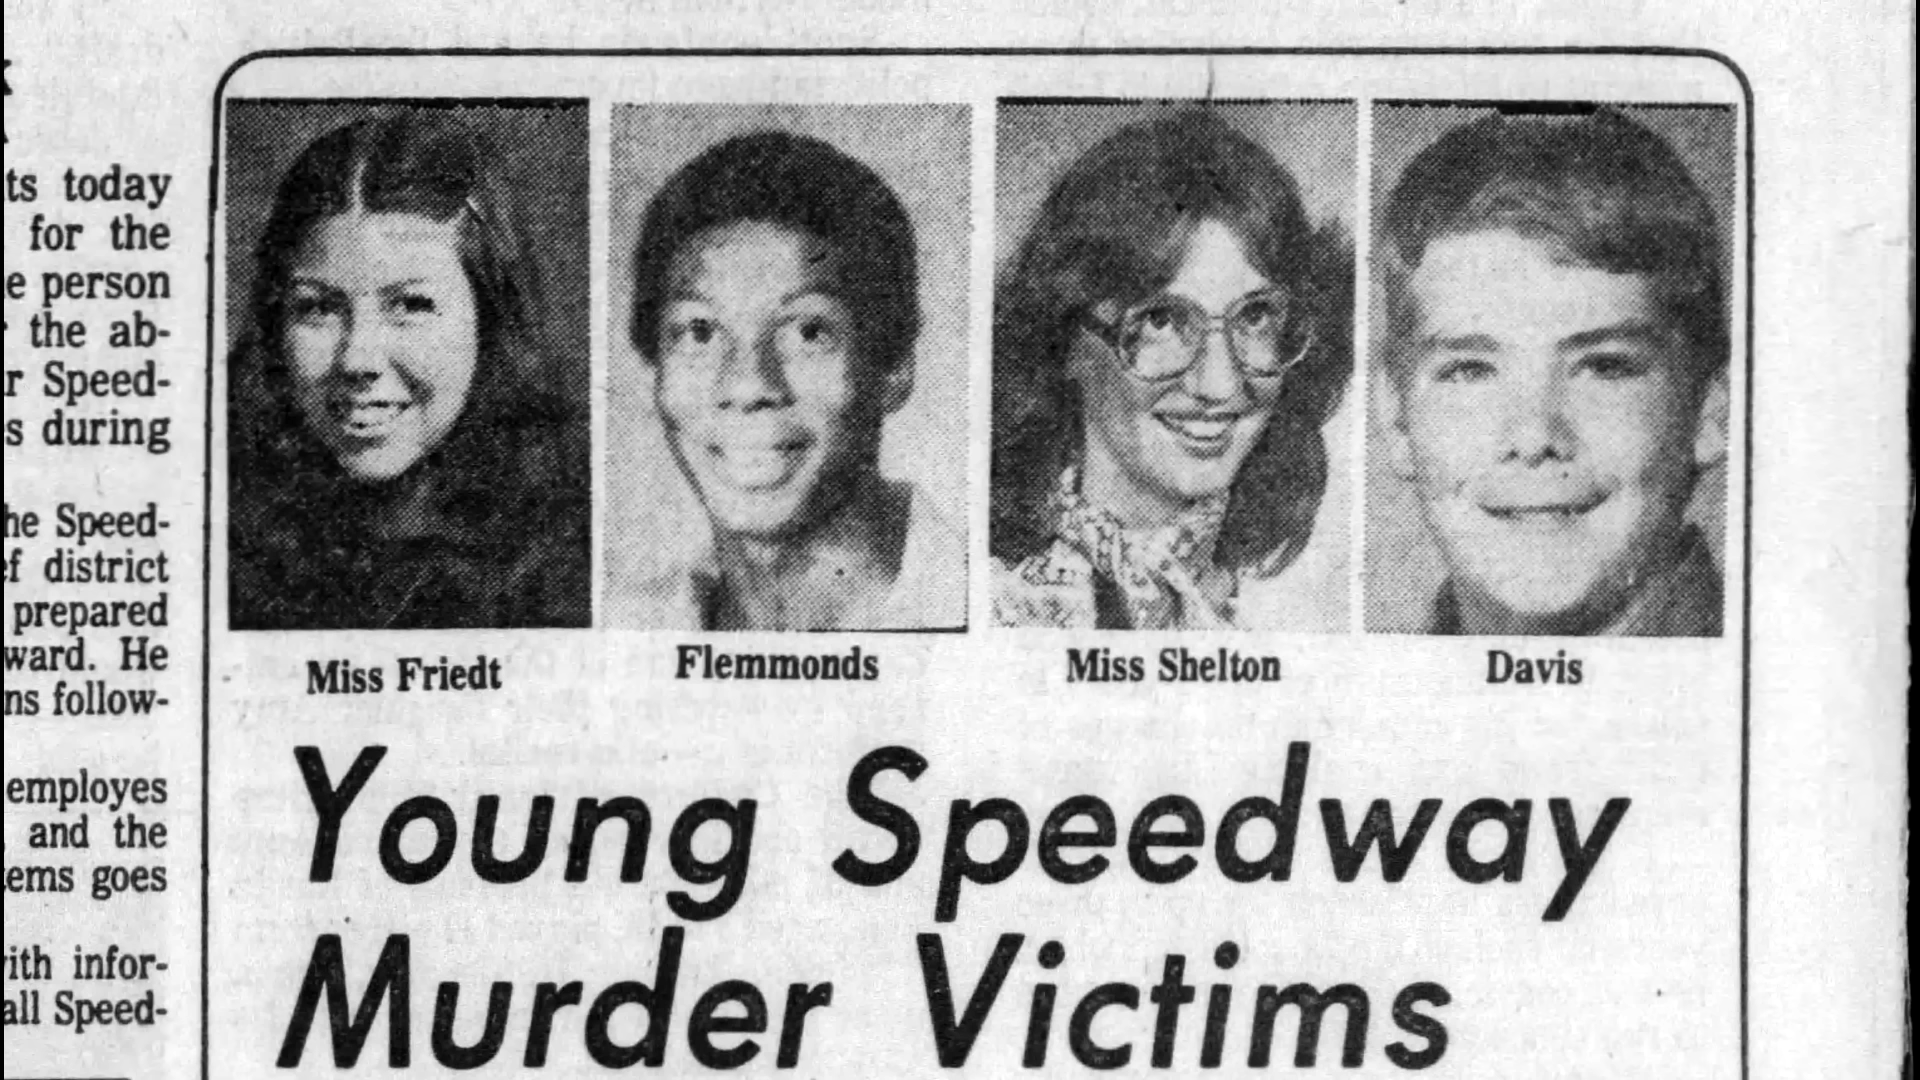 ts today
for the
e person
the ab-
r Speed-
s during
he Speed-
f district
prepared
ward. He
ns follow-
employes
and the
ems goes
ith infor-
all Speed-
Miss Friedt
Flemmonds
Miss Shelton
Davis
Young Speedway
Murder Victims